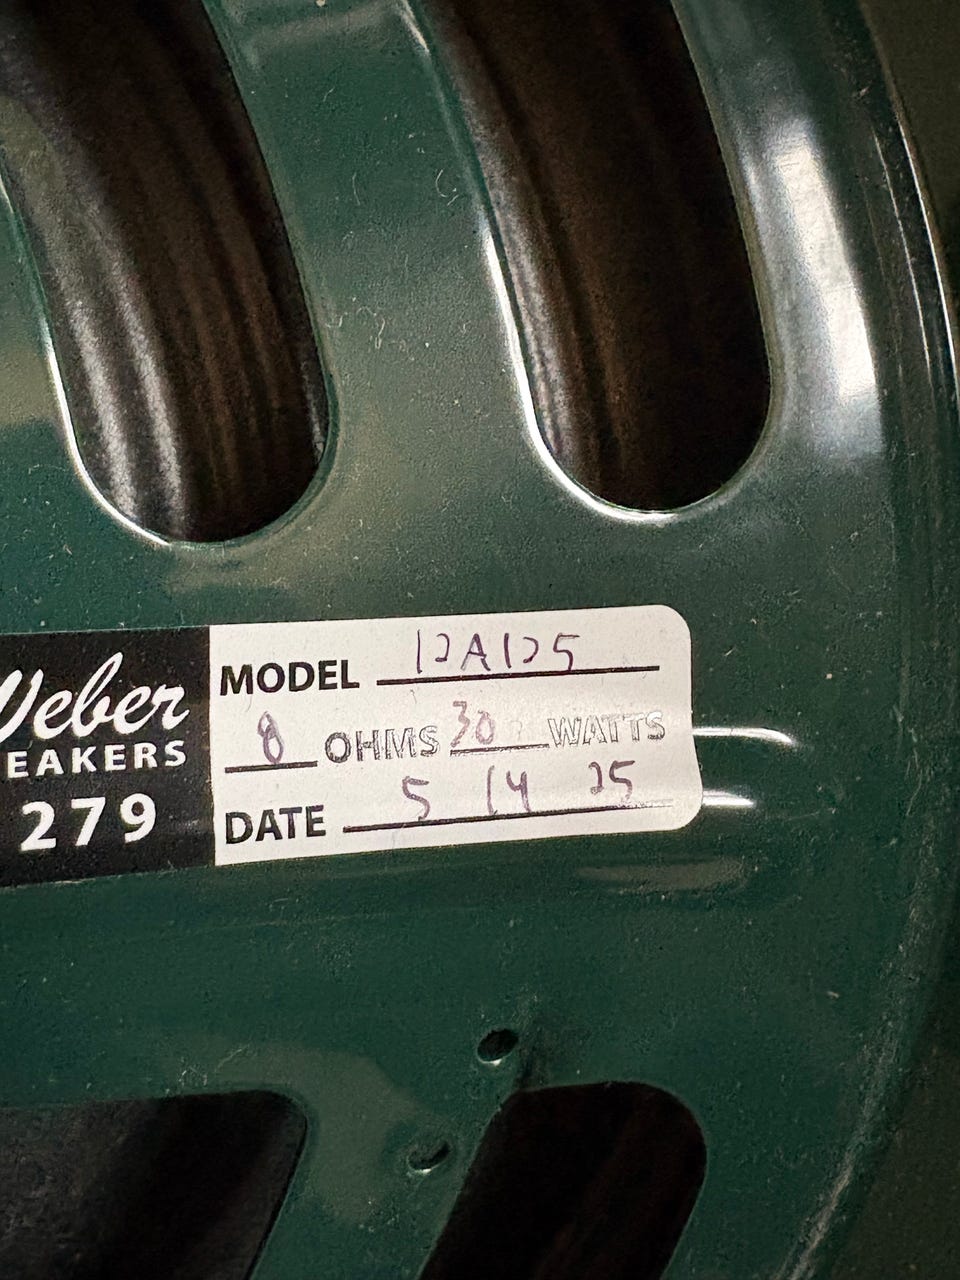 Weber
EAKERS
279
MODEL 12A125
8 OHMS 30 WATTS
DATE 5 14 25